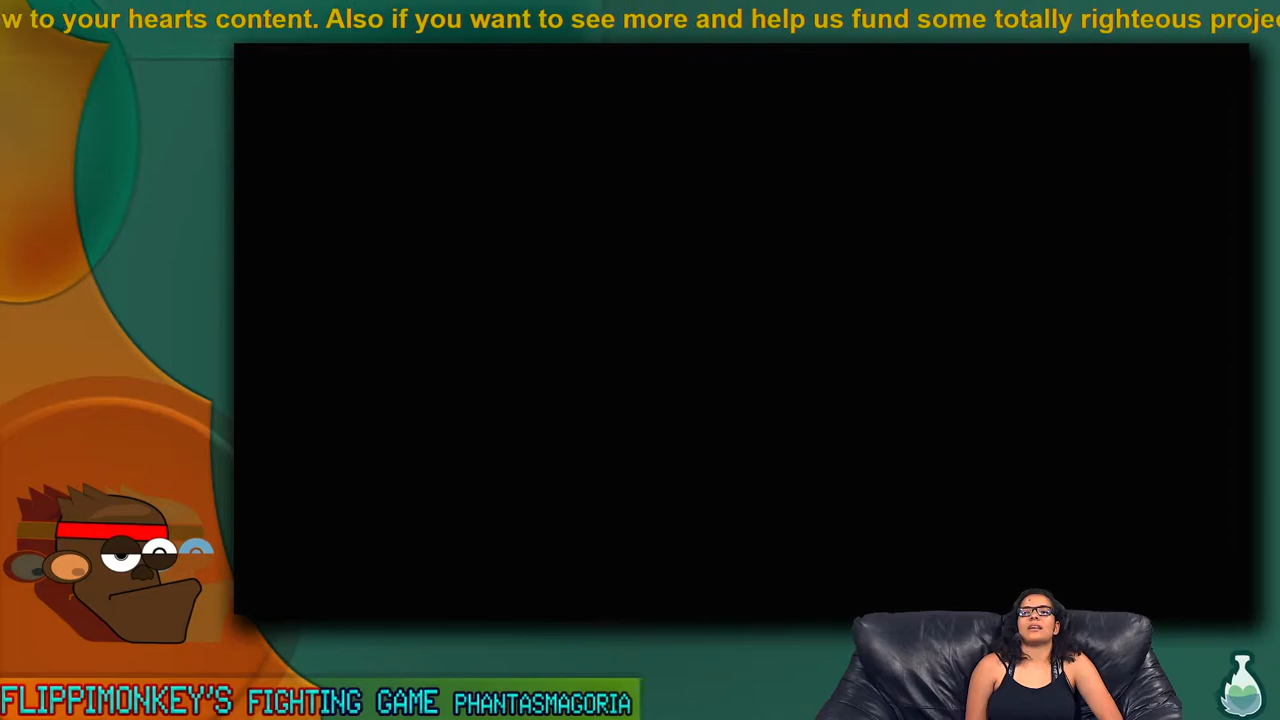 w to your hearts content. Also if you want to see more and help us fund some totally righteous projec
FLIPPIMONKEY'S FIGHTING GAME PHANTASMAGORIA